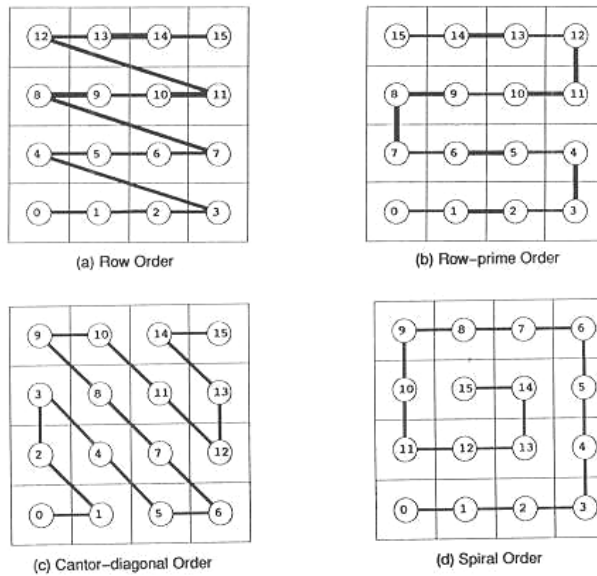 12 13 14 15
8 9 10 11
4 5 6 7
0 1 2 3
(a) Row Order
15 14 13 12
8 9 10 11
7 6 5 4
0 1 2 3
(b) Row-prime Order
9 10 14 15
3 8 11 13
2 4 7 12
0 1 5 6
(c) Cantor-diagonal Order
9 8 7 6
10 15 14 5
11 12 13 4
0 1 2 3
(d) Spiral Order